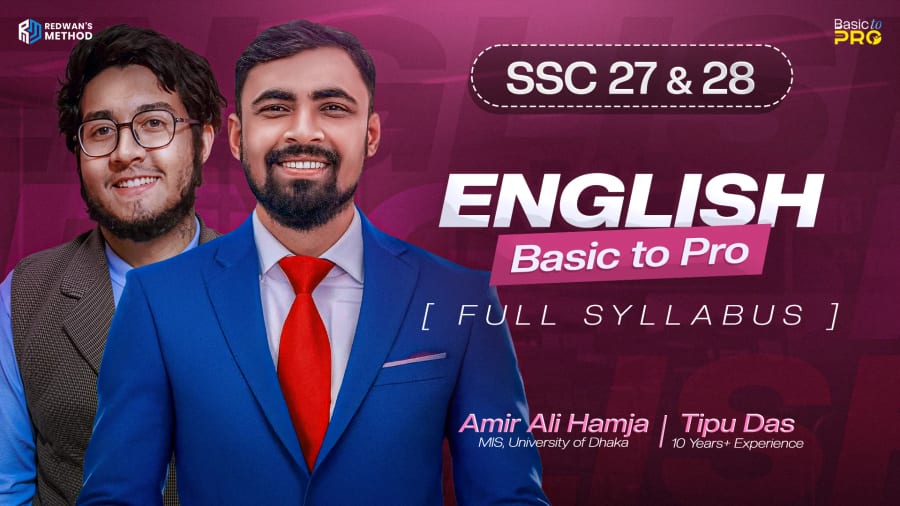 REDWAN'S
METHOD
Basic to
PRO
SSC 27 & 28
ENGLISH
Basic to Pro
[ FULL SYLLABUS ]
Amir Ali Hamja | Tipu Das
MIS, University of Dhaka
10 Years+ Experience